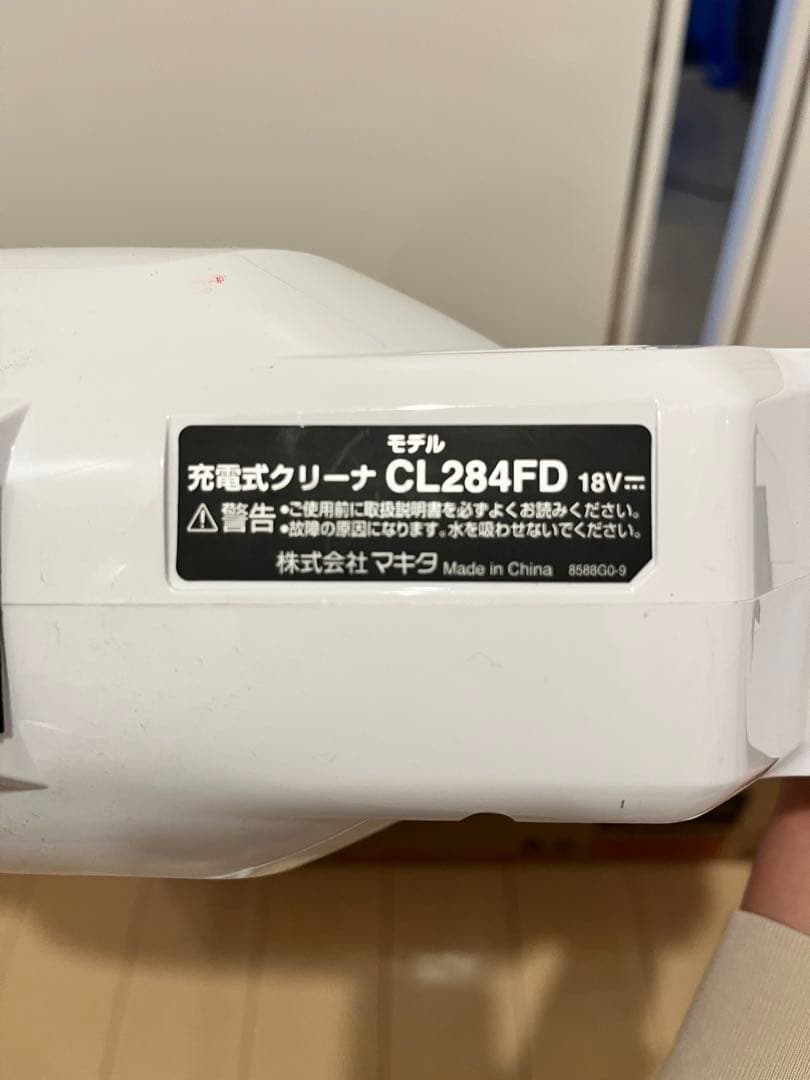 モデル
充電式クリーナ CL284FD 18V⎓
⚠警告 •ご使用前に取扱説明書を必ずよくお読みください。
•故障の原因になります。水を吸わせないでください。
株式会社マキタ Made in China 8588G0-9